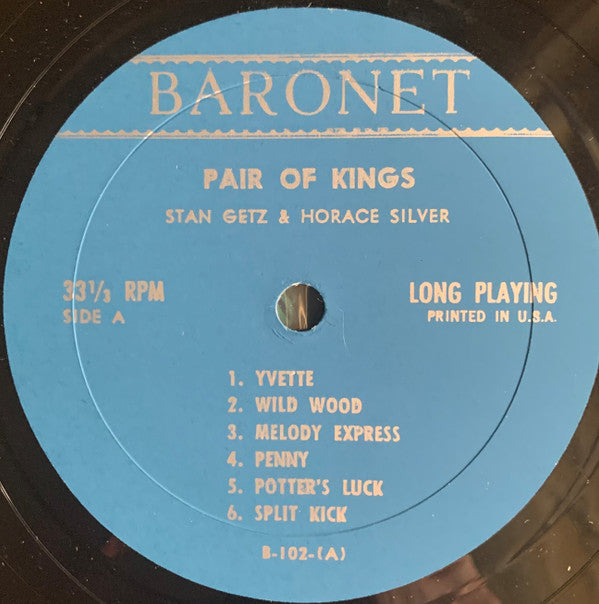 BARONET
PAIR OF KINGS
STAN GETZ & HORACE SILVER
33⅓ RPM
SIDE A
LONG PLAYING
PRINTED IN U.S.A.
1. YVETTE
2. WILD WOOD
3. MELODY EXPRESS
4. PENNY
5. POTTER'S LUCK
6. SPLIT KICK
B-102-(A)